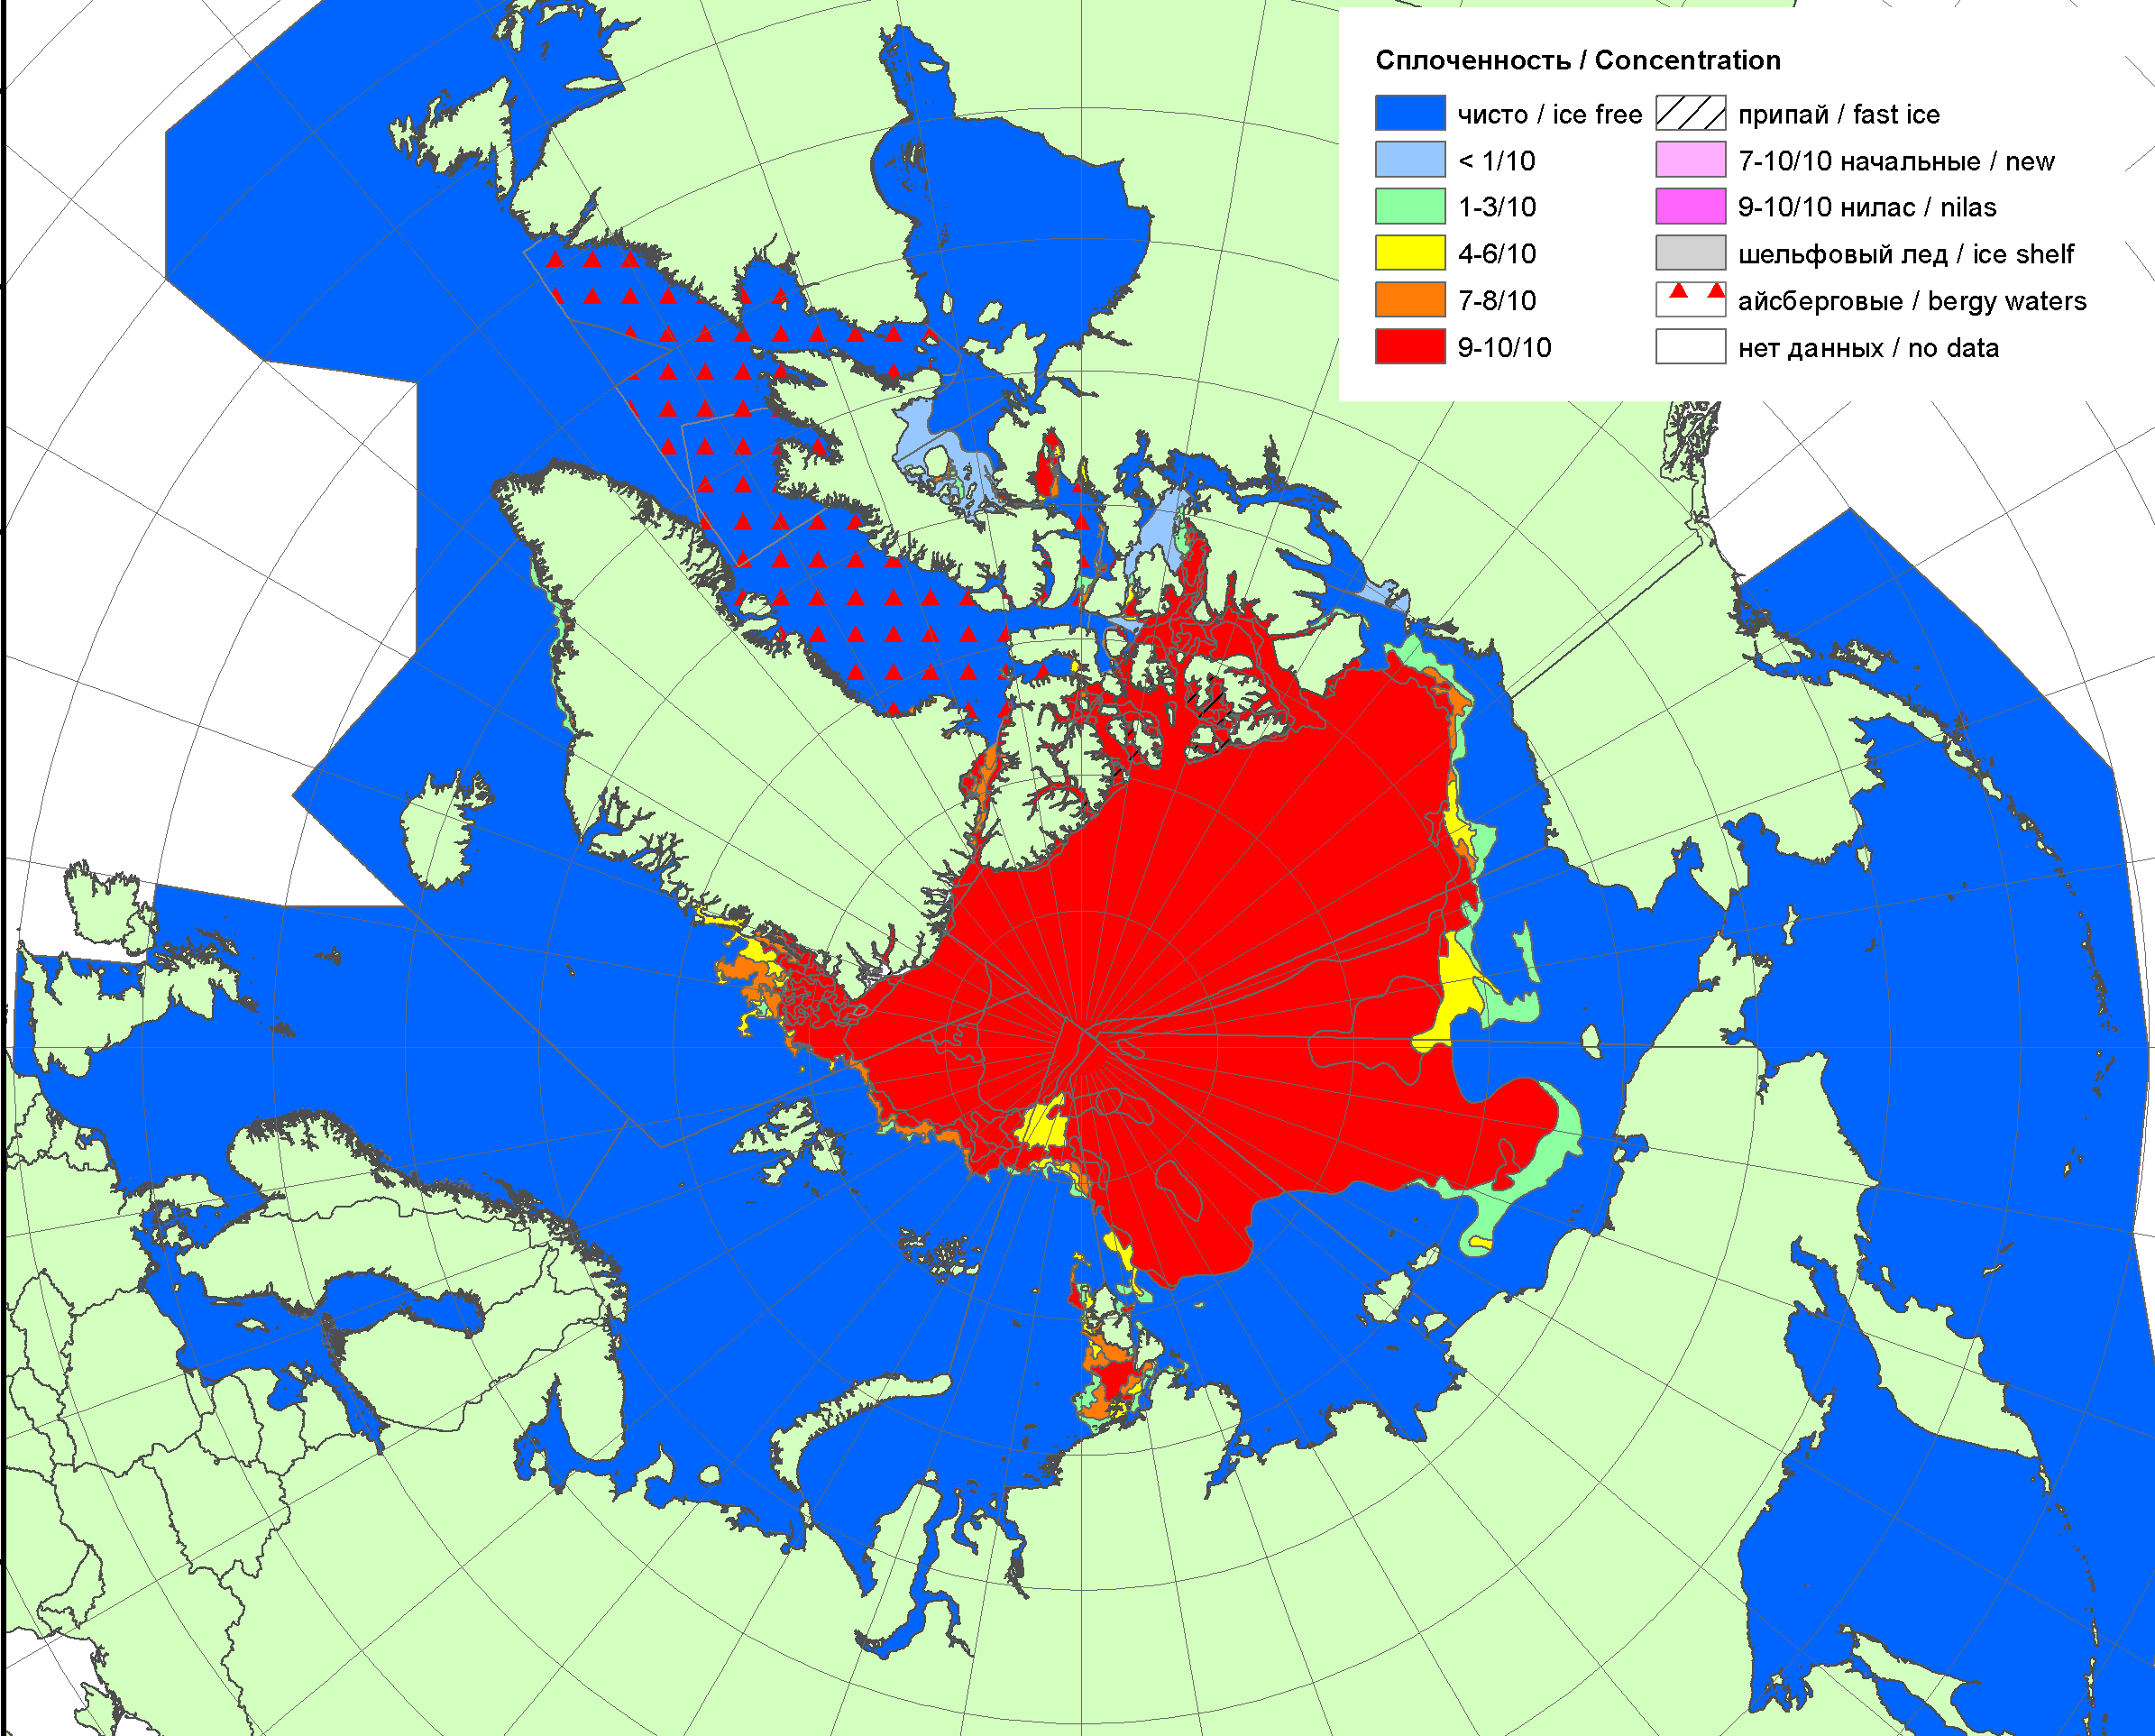 Сплоченность / Concentration
чисто / ice free
< 1/10
1-3/10
4-6/10
7-8/10
9-10/10
припай / fast ice
7-10/10 начальные / new
9-10/10 нилас / nilas
шельфовый лед / ice shelf
айсберговые / bergy waters
нет данных / no data